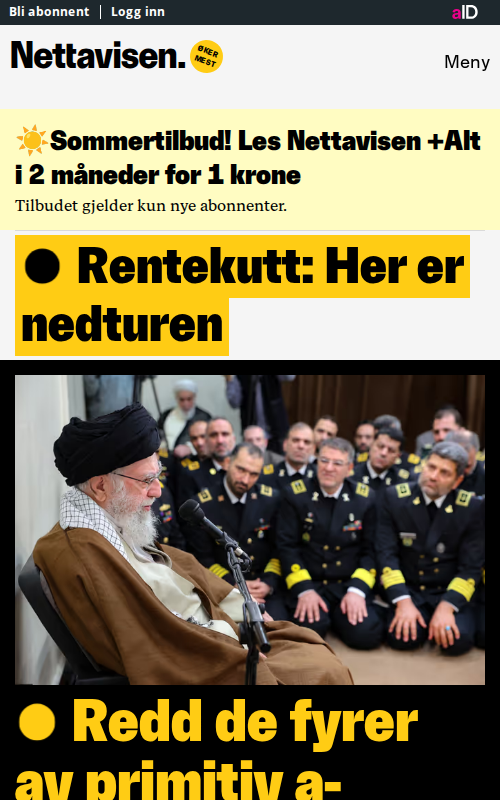 Bli abonnent | Logg inn
aID
Nettavisen.
ØKER
MEST
Meny
☀️Sommertilbud! Les Nettavisen +Alt
i 2 måneder for 1 krone
Tilbudet gjelder kun nye abonnenter.
● Rentekutt: Her er
nedturen
● Redd de fyrer
av primitiv a-